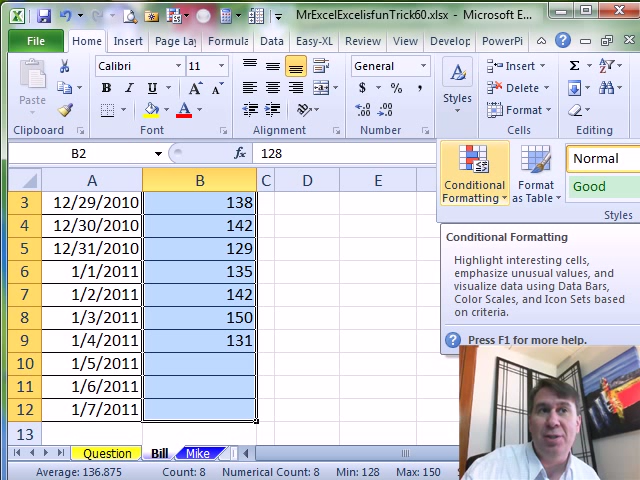 MrExcelExcelisfunTrick60.xlsx - Microsoft E...
File Home Insert Page Lay Formula Data Easy-XL Review Develop PowerPi
Calibri 11 General Insert Σ
Paste Styles Delete
B I U A A $ % , Format
Clipboard Font Alignment Number Cells Editing
B2 fx 128
Conditional Formatting
Format as Table
Normal
Good
Styles
A B C D E
3 12/29/2010 138
4 12/30/2010 142
5 12/31/2010 129
6 1/1/2011 135
7 1/2/2011 142
8 1/3/2011 150
9 1/4/2011 131
10 1/5/2011
11 1/6/2011
12 1/7/2011
13
Conditional Formatting
Highlight interesting cells,
emphasize unusual values, and
visualize data using Data Bars,
Color Scales, and Icon Sets based
on criteria.
Press F1 for more help.
Question Bill Mike
Average: 136.875 Count: 8 Numerical Count: 8 Min: 128 Max: 150